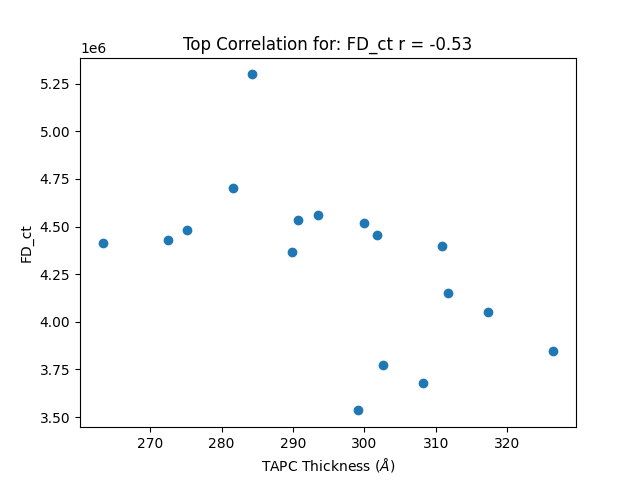 Top Correlation for: FD_ct r = -0.53
1e6
5.25
5.00
4.75
4.50
4.25
4.00
3.75
3.50
FD_ct
270 280 290 300 310 320
TAPC Thickness (Å)